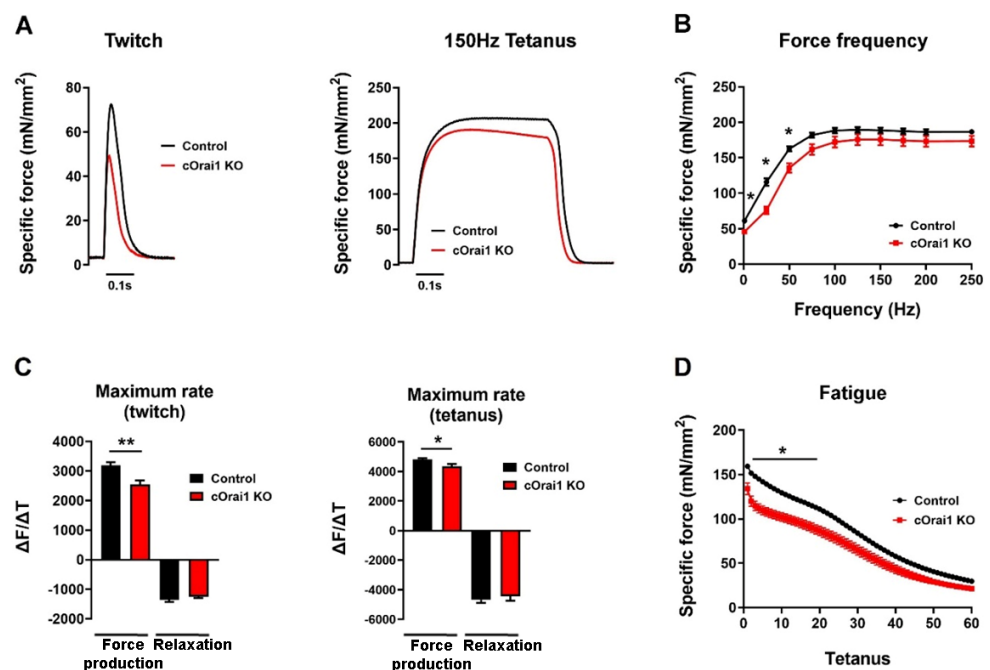 A
Twitch
Specific force (mN/mm²)
80
60
40
20
0
Control
cOrai1 KO
0.1s
150Hz Tetanus
Specific force (mN/mm²)
250
200
150
100
50
0
Control
cOrai1 KO
0.1s
B
Force frequency
Specific force (mN/mm²)
250
200
150
100
50
0
*
*
*
Control
cOrai1 KO
0 50 100 150 200 250
Frequency (Hz)
C
Maximum rate
(twitch)
ΔF/ΔT
4000
3000
2000
1000
0
-1000
-2000
**
Control
cOrai1 KO
Force Relaxation
production
Maximum rate
(tetanus)
ΔF/ΔT
6000
4000
2000
0
-2000
-4000
-6000
*
Control
cOrai1 KO
Force Relaxation
production
D
Fatigue
Specific force (mN/mm²)
200
150
100
50
0
*
Control
cOrai1 KO
0 10 20 30 40 50 60
Tetanus